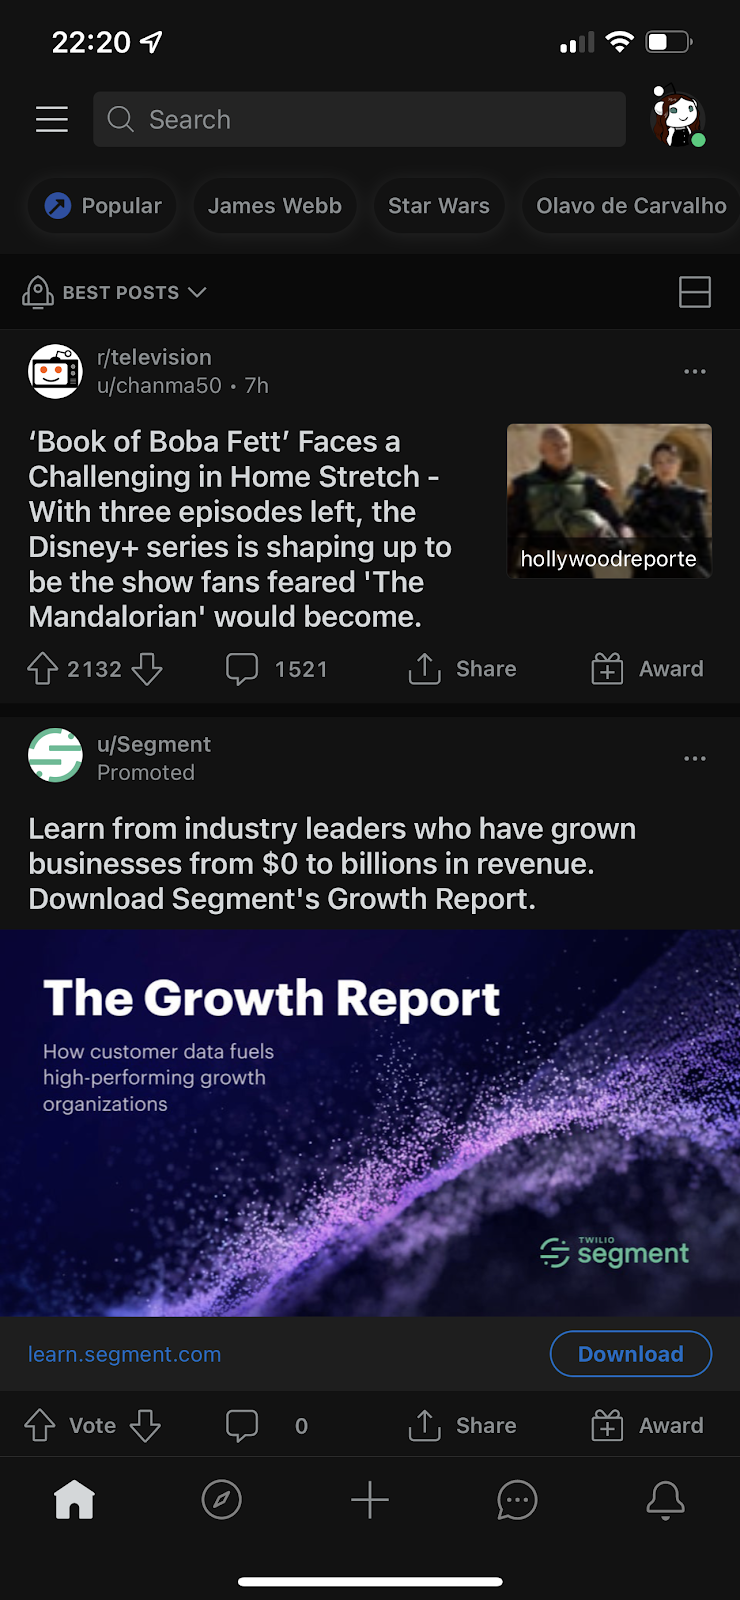 22:20
Search
Popular
James Webb
Star Wars
Olavo de Carvalho
BEST POSTS
r/television
u/chanma50 • 7h
‘Book of Boba Fett’ Faces a
Challenging in Home Stretch -
With three episodes left, the
Disney+ series is shaping up to
be the show fans feared 'The
Mandalorian' would become.
hollywoodreporte
2132
1521
Share
Award
u/Segment
Promoted
Learn from industry leaders who have grown
businesses from $0 to billions in revenue.
Download Segment's Growth Report.
The Growth Report
How customer data fuels
high-performing growth
organizations
TWILIO
segment
learn.segment.com
Download
Vote
0
Share
Award